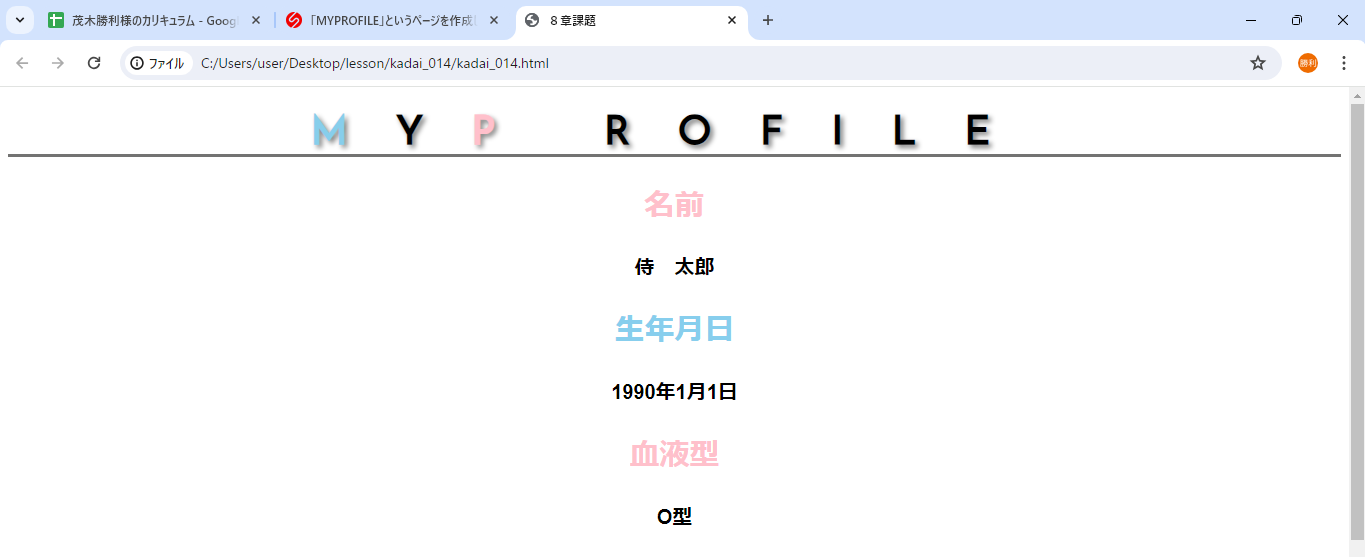 茂木勝利様のカリキュラム - Goog
「MYPROFILE」というページを作成し
８章課題
ファイル
C:/Users/user/Desktop/lesson/kadai_014/kadai_014.html
勝利
M Y P R O F I L E
名前
侍　太郎
生年月日
1990年1月1日
血液型
O型